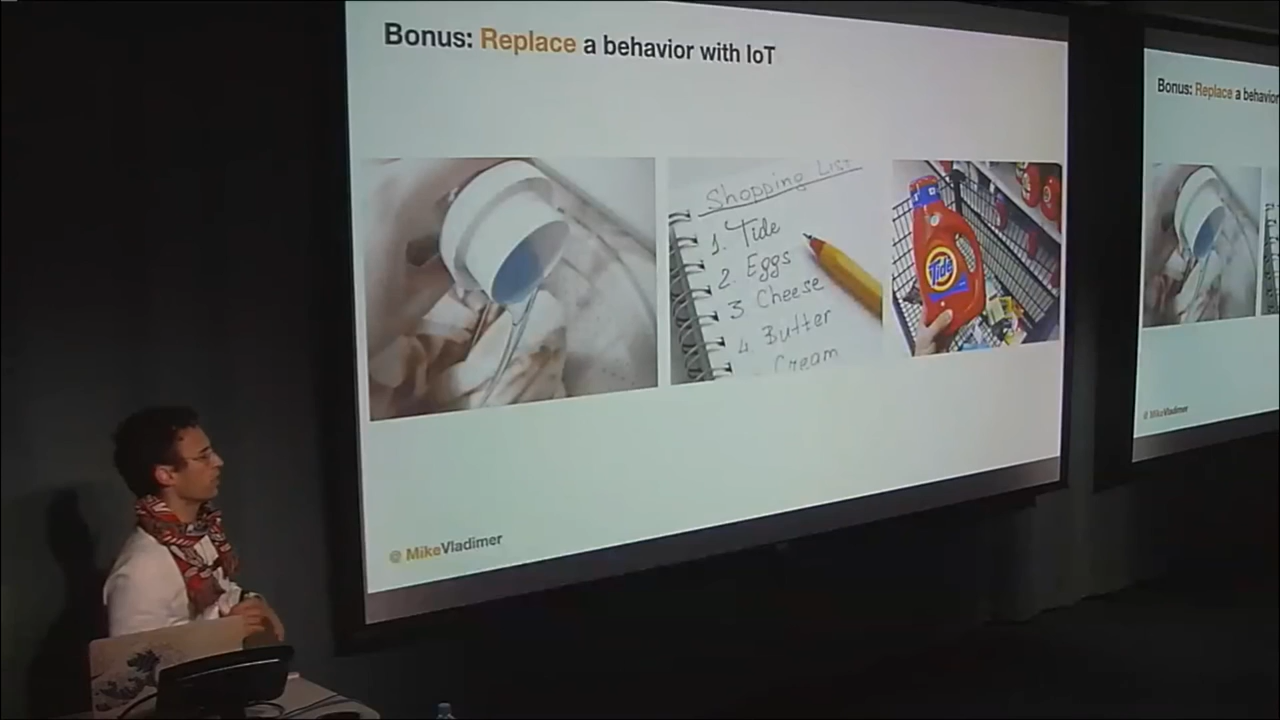 Bonus: Replace a behavior with IoT
Shopping List
1. Tide
2. Eggs
3 Cheese
4. Butter
Cream
Tide
@ MikeVladimer
Bonus: Replace a behavior
@ MikeVladimer